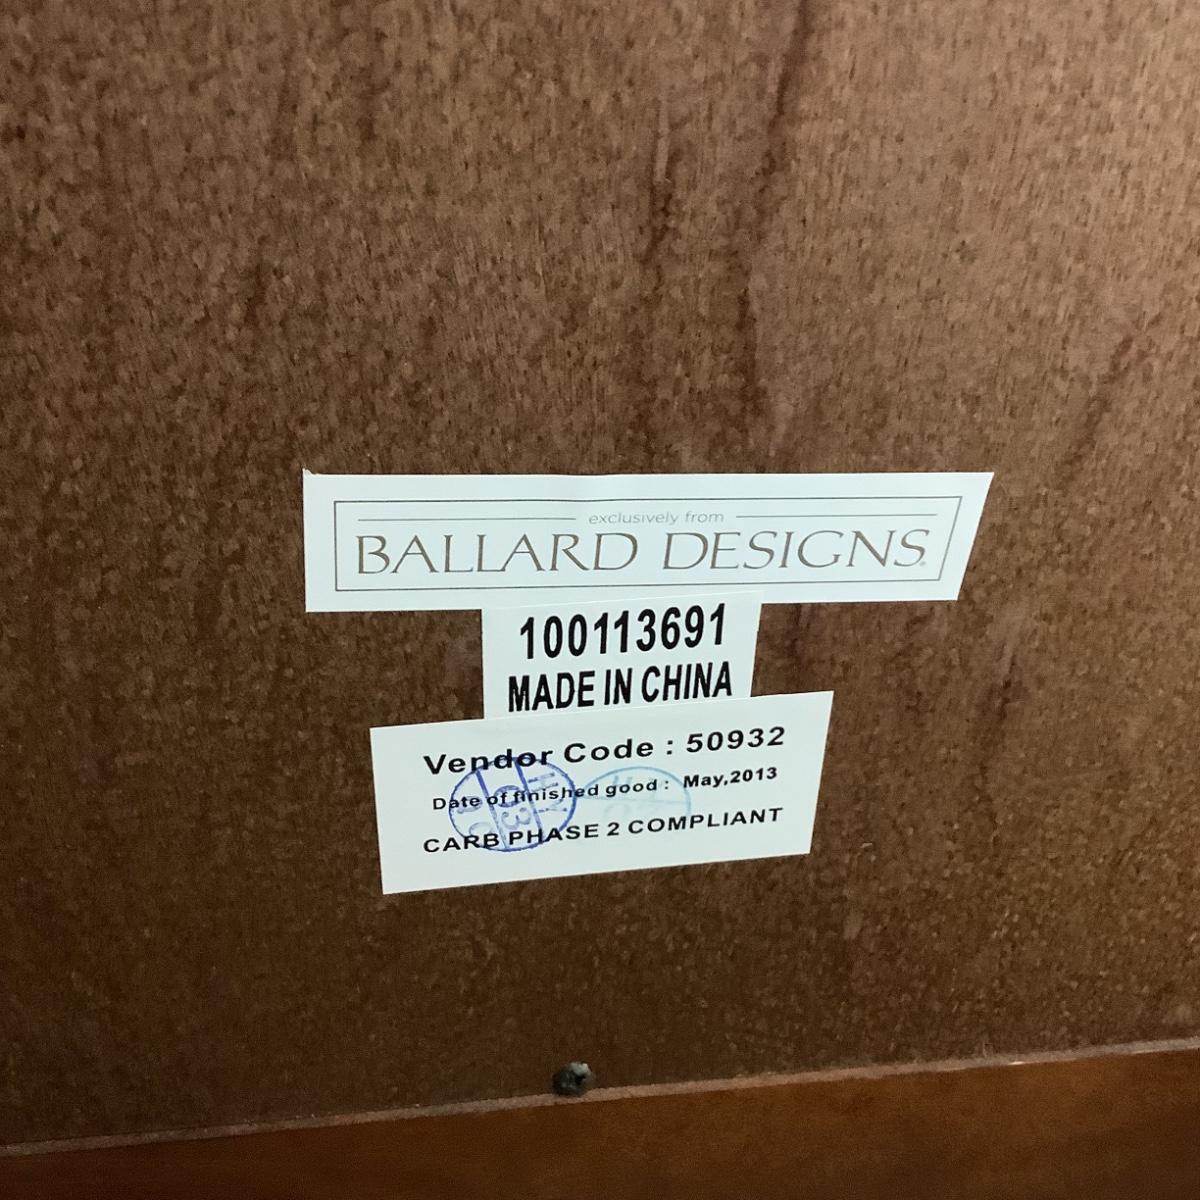 exclusively from
BALLARD DESIGNS®
100113691
MADE IN CHINA
Vendor Code : 50932
Date of finished good : May,2013
CARB PHASE 2 COMPLIANT